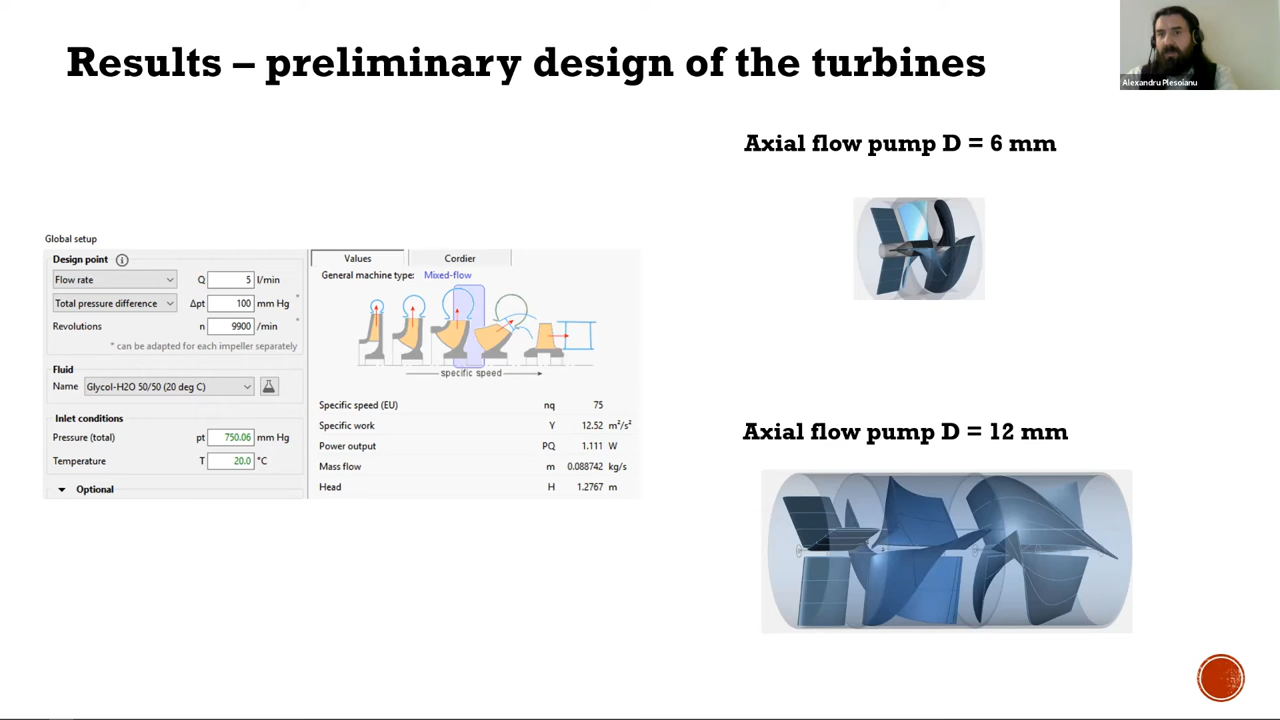 Results – preliminary design of the turbines
Alexandru Plesoianu
Axial flow pump D = 6 mm
Global setup
Design point
Flow rate Q 5 l/min
Total pressure difference Δpt 100 mm Hg *
Revolutions n 9900 /min *
* can be adapted for each impeller separately
Fluid
Name Glycol-H2O 50/50 (20 deg C)
Inlet conditions
Pressure (total) pt 750.06 mm Hg
Temperature T 20.0 °C
Optional
Values Cordier
General machine type: Mixed-flow
specific speed
Specific speed (EU) nq 75
Specific work Y 12.52 m²/s²
Power output PQ 1.111 W
Mass flow m 0.088742 kg/s
Head H 1.2767 m
Axial flow pump D = 12 mm